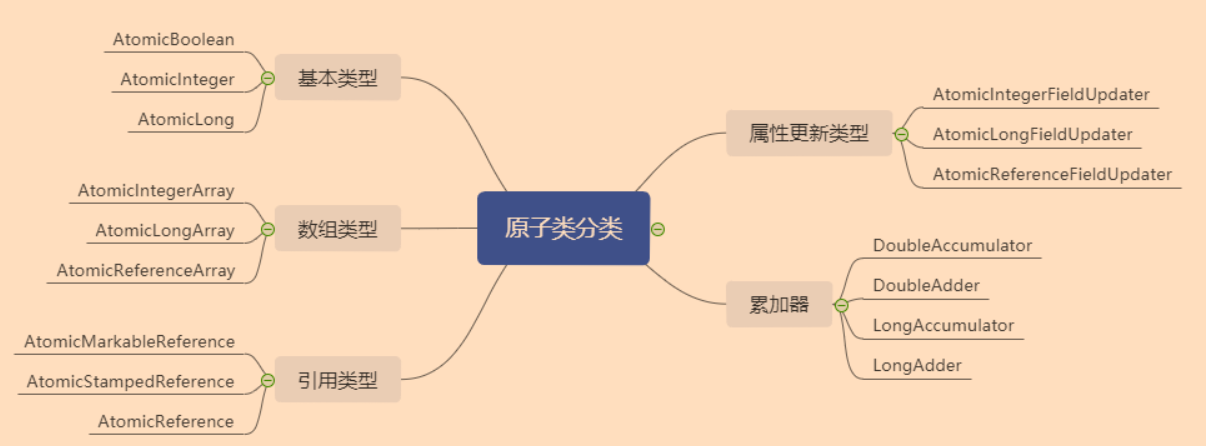 原子类分类
基本类型
AtomicBoolean
AtomicInteger
AtomicLong
数组类型
AtomicIntegerArray
AtomicLongArray
AtomicReferenceArray
引用类型
AtomicMarkableReference
AtomicStampedReference
AtomicReference
属性更新类型
AtomicIntegerFieldUpdater
AtomicLongFieldUpdater
AtomicReferenceFieldUpdater
累加器
DoubleAccumulator
DoubleAdder
LongAccumulator
LongAdder